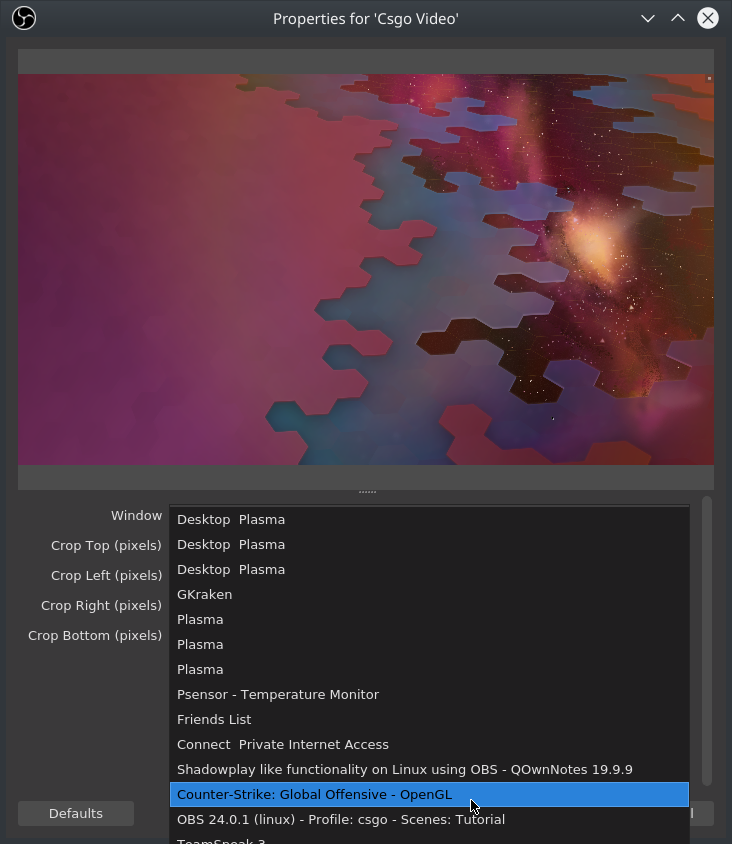 Properties for 'Csgo Video'
Window
Crop Top (pixels)
Crop Left (pixels)
Crop Right (pixels)
Crop Bottom (pixels)
Desktop Plasma
Desktop Plasma
Desktop Plasma
GKraken
Plasma
Plasma
Plasma
Psensor - Temperature Monitor
Friends List
Connect Private Internet Access
Shadowplay like functionality on Linux using OBS - QOwnNotes 19.9.9
Counter-Strike: Global Offensive - OpenGL
OBS 24.0.1 (linux) - Profile: csgo - Scenes: Tutorial
TeamSpeak 3
Defaults